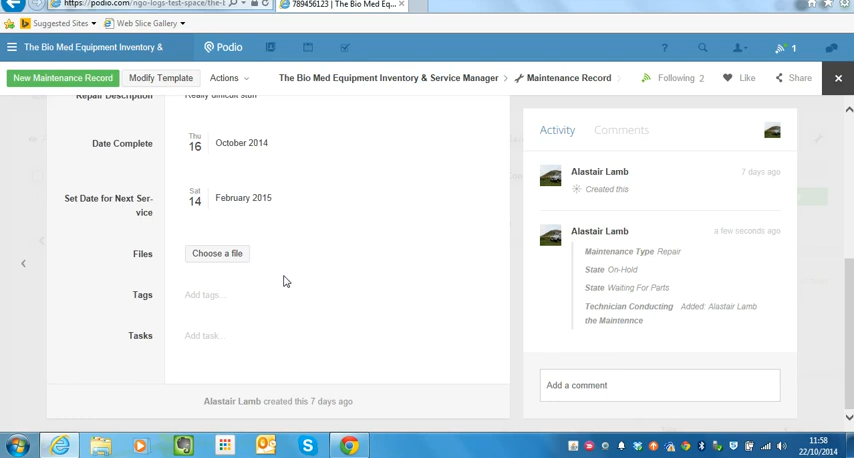 https://podio.com/ngo-logs-test-space/the-b
789456123 | The Bio Med Eq...
Suggested Sites
Web Slice Gallery
The Bio Med Equipment Inventory &
Podio
?
1
New Maintenance Record
Modify Template
Actions
The Bio Med Equipment Inventory & Service Manager
Maintenance Record
Following 2
Like
Share
Repair Description
Really difficult stuff
Date Complete
Thu
16
October 2014
Set Date for Next Ser-
vice
Sat
14
February 2015
Files
Choose a file
Tags
Add tags...
Tasks
Add task...
Alastair Lamb created this 7 days ago
Activity
Comments
Alastair Lamb
7 days ago
Created this
Alastair Lamb
a few seconds ago
Maintenance Type Repair
State On-Hold
State Waiting For Parts
Technician Conducting Added: Alastair Lamb
the Maintennce
Add a comment
11:58
22/10/2014